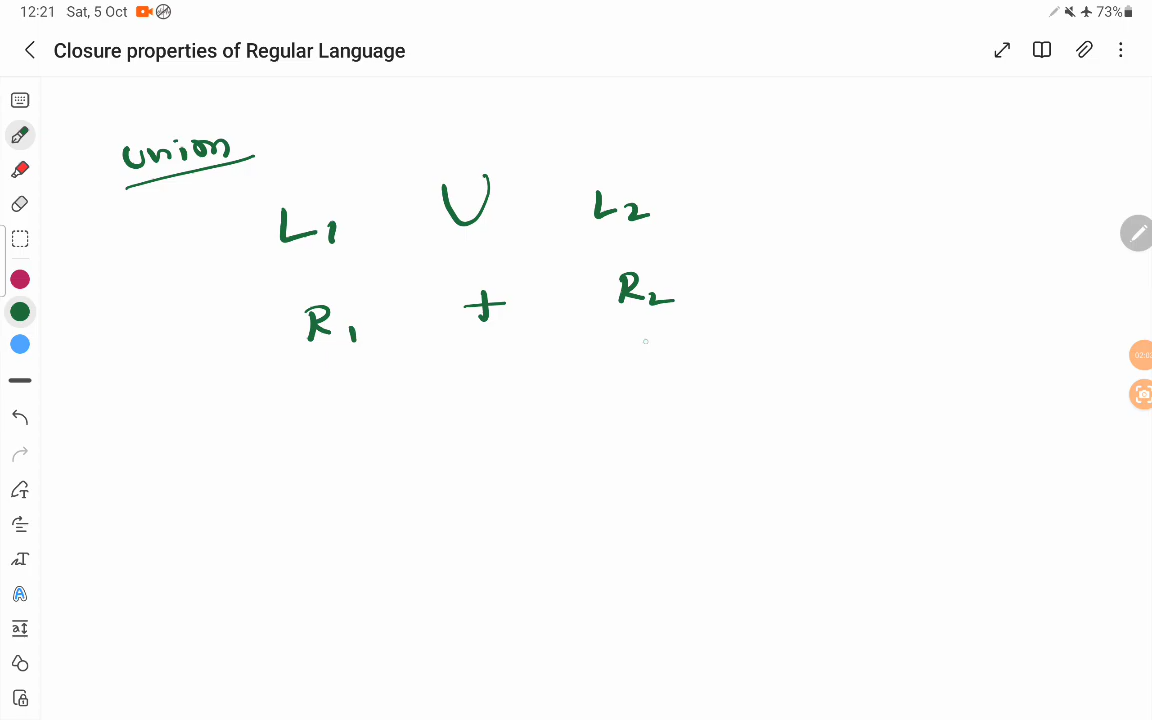 12:21 Sat, 5 Oct 73%
Closure properties of Regular Language
Union
L1 U L2
R1 + R2